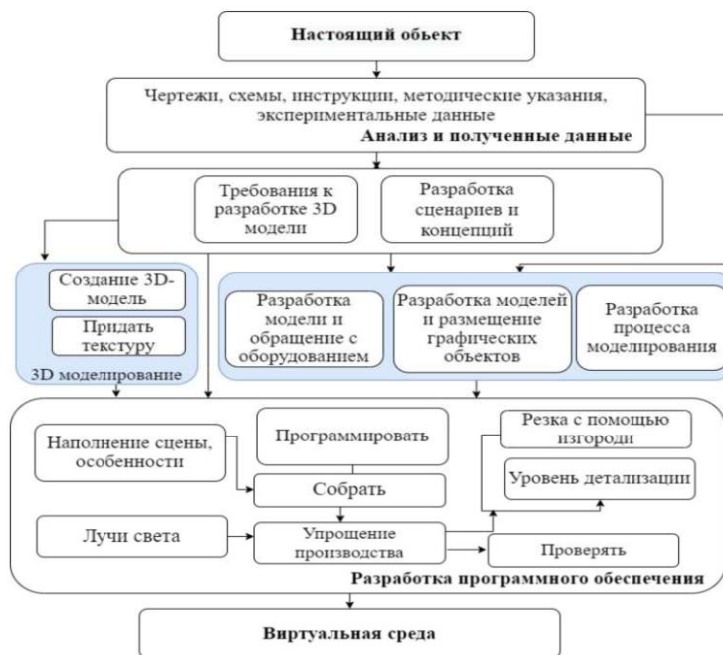 Настоящий обьект
Чертежи, схемы, инструкции, методические указания,
экспериментальные данные
Анализ и полученные данные
Требования к
разработке 3D
модели
Разработка
сценариев и
концепций
Создание 3D-
модель
Придать
текстуру
3D моделирование
Разработка
модели и
обращение с
оборудованием
Разработка моделей
и размещение
графических
объектов
Разработка
процесса
моделирования
Наполнение сцены,
особенности
Программировать
Собрать
Лучи света
Упрощение
производства
Резка с помощью
изгороди
Уровень детализации
Проверять
Разработка программного обеспечения
Виртуальная среда